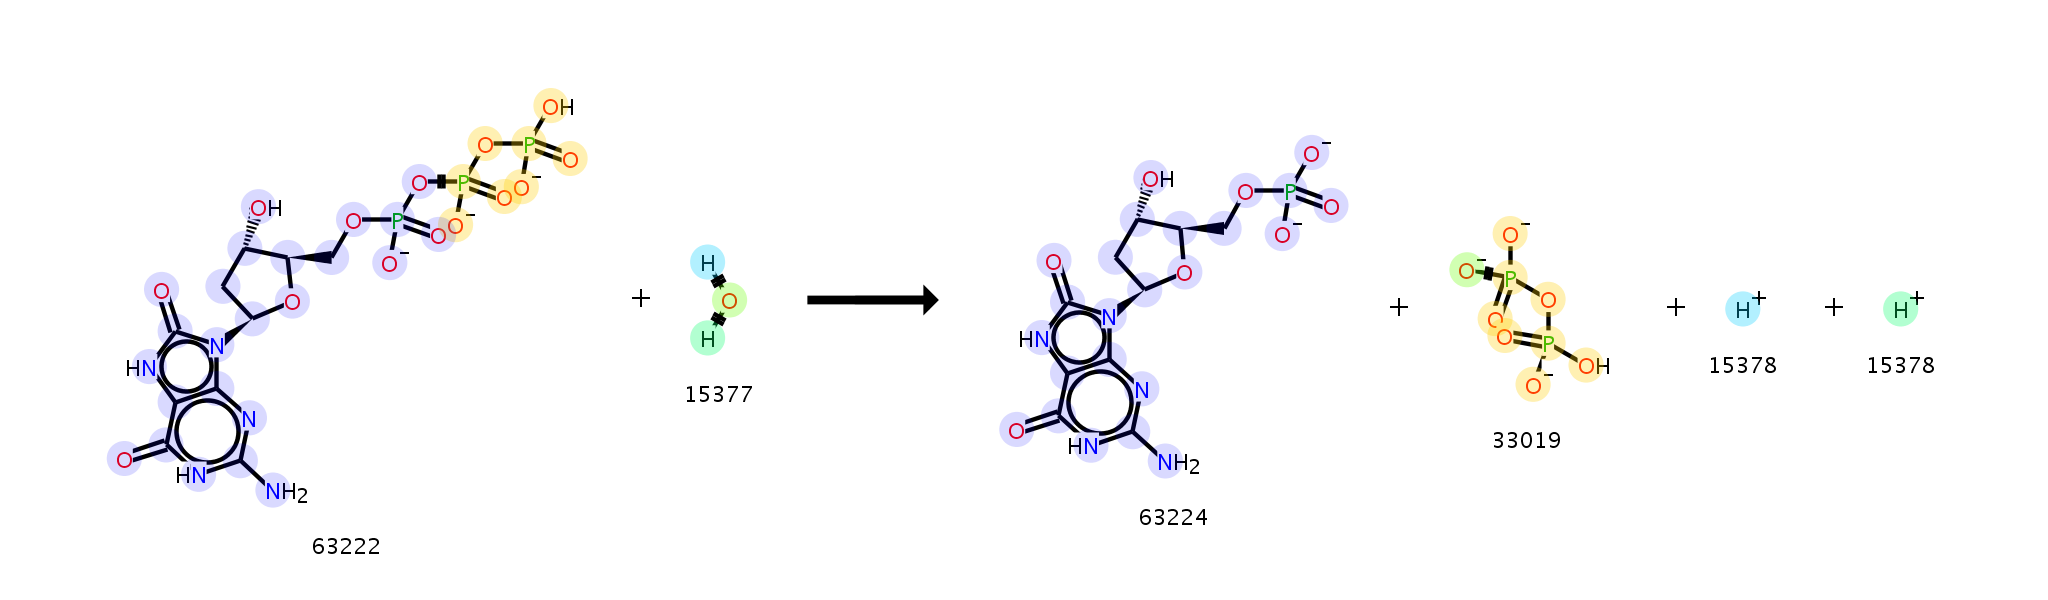 OH
O
P
O
OH
O
P
O
O⁻
O
P
O
O⁻
O
O⁻
O
O
HN
N
N
O
HN
NH2
63222
+
H
O
H
15377
O⁻
OH
O
P
O
O⁻
O
O
HN
N
N
O
HN
NH2
63224
+
O⁻
O⁻
P
O
O
O
P
OH
O⁻
33019
+
H+
15378
+
H+
15378